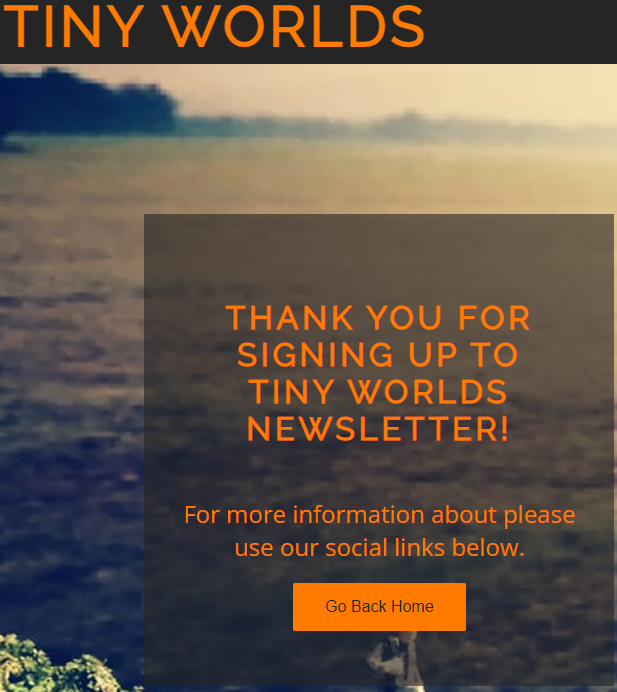 TINY WORLDS
THANK YOU FOR
SIGNING UP TO
TINY WORLDS
NEWSLETTER!
For more information about please
use our social links below.
Go Back Home